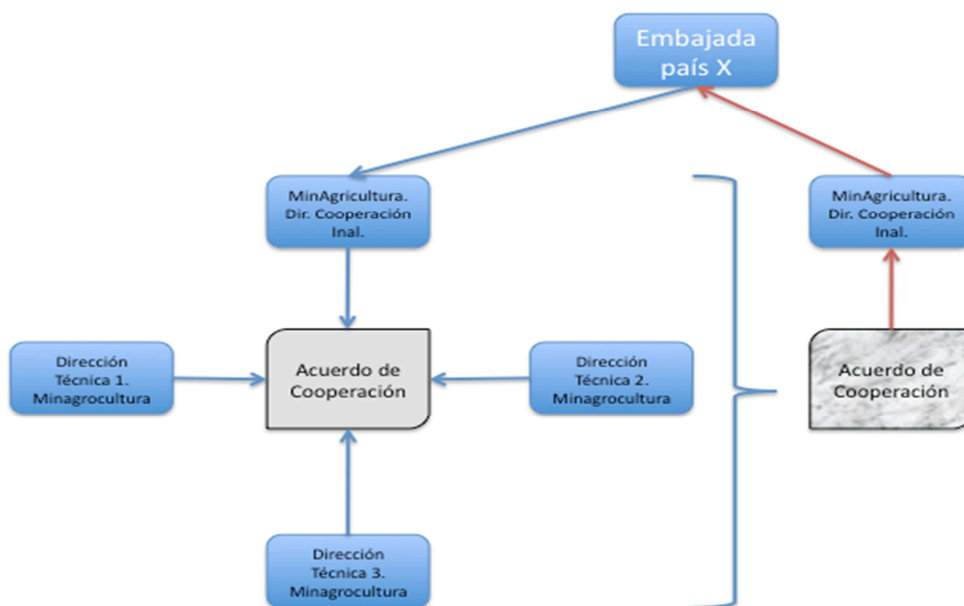 Embajada
país X
MinAgricultura.
Dir. Cooperación
Inal.
MinAgricultura.
Dir. Cooperación
Inal.
Dirección
Técnica 1.
Minagrocultura
Acuerdo de
Cooperación
Dirección
Técnica 2.
Minagrocultura
Acuerdo de
Cooperación
Dirección
Técnica 3.
Minagrocultura